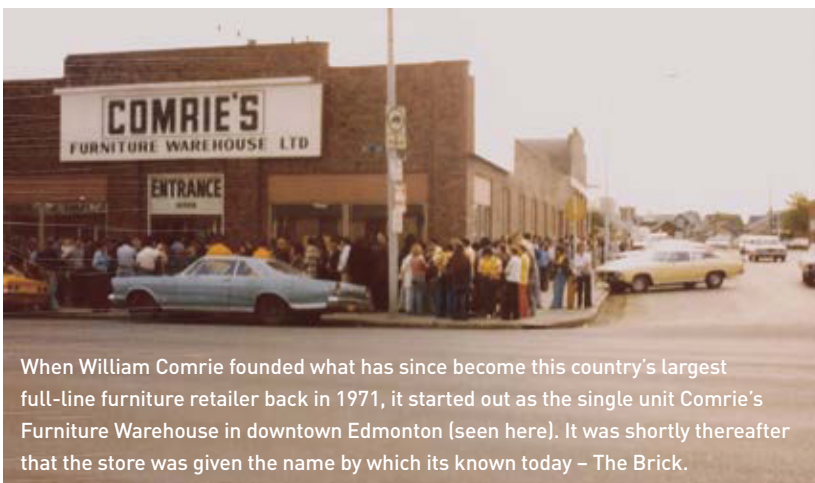 COMRIE'S
FURNITURE WAREHOUSE LTD
ENTRANCE
When William Comrie founded what has since become this country's largest
full-line furniture retailer back in 1971, it started out as the single unit Comrie's
Furniture Warehouse in downtown Edmonton (seen here). It was shortly thereafter
that the store was given the name by which its known today – The Brick.